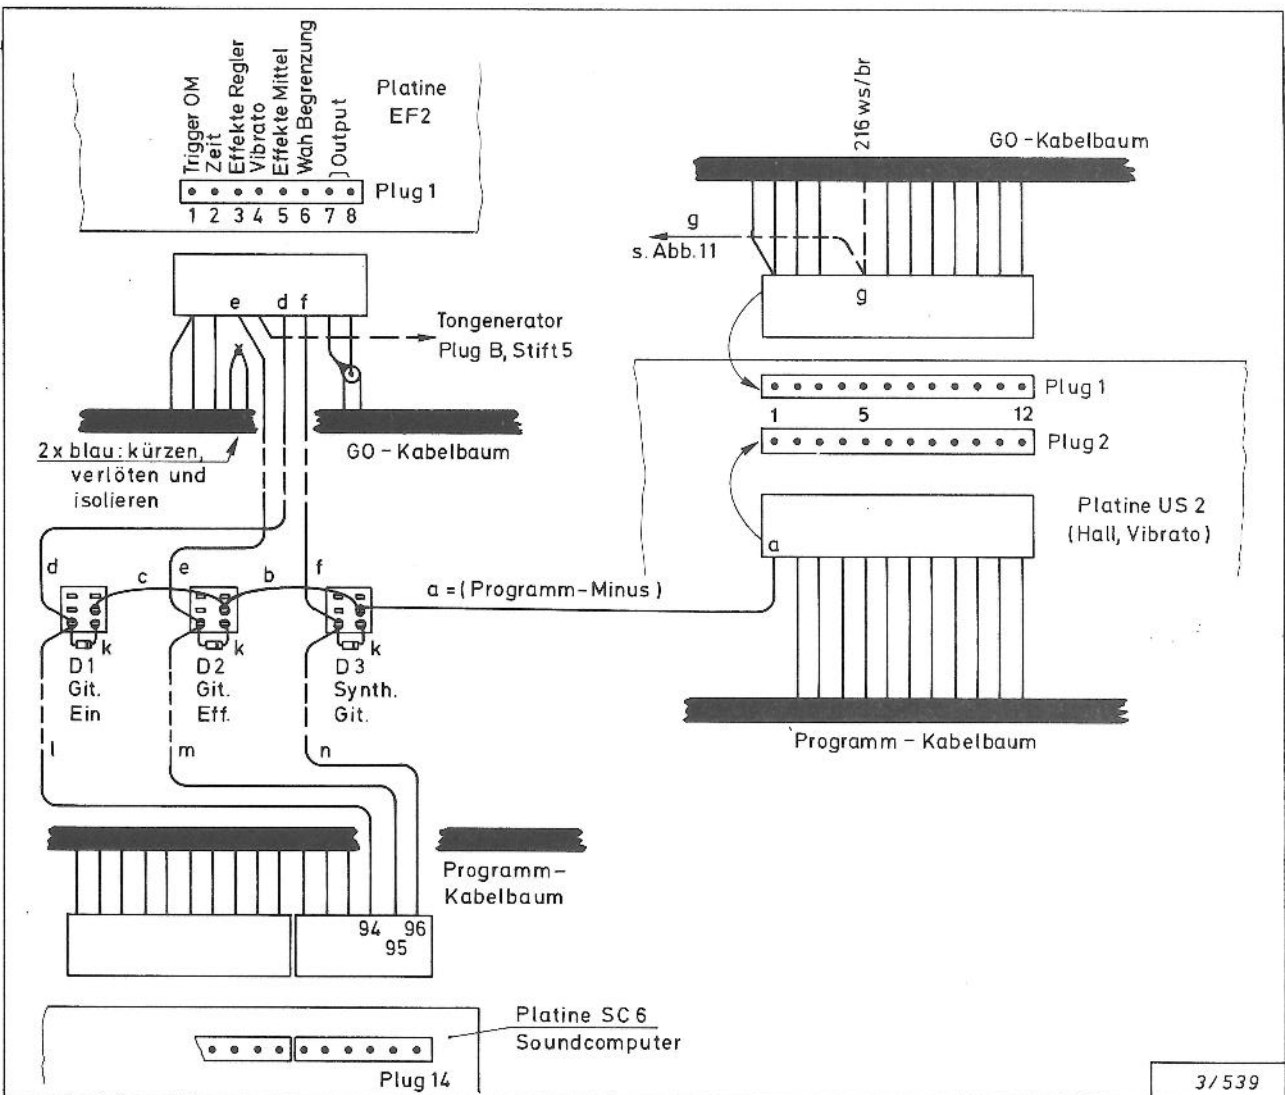 Trigger OM
Zeit
Effekte Regler
Vibrato
Effekte Mittel
Wah Begrenzung
}Output
Platine
EF2
Plug 1
1 2 3 4 5 6 7 8
e d f
Tongenerator
Plug B, Stift 5
x
2x blau: kürzen,
verlöten und
isolieren
GO - Kabelbaum
216 ws/br
GO - Kabelbaum
g
s. Abb. 11
g
Plug 1
1 5 12
Plug 2
Platine US 2
(Hall, Vibrato)
a
Programm - Kabelbaum
d c e b f
a = (Programm-Minus)
k k k
D1
Git.
Ein
D2
Git.
Eff.
D3
Synth.
Git.
l m n
Programm-
Kabelbaum
94 96
95
Platine SC 6
Soundcomputer
Plug 14
3/539